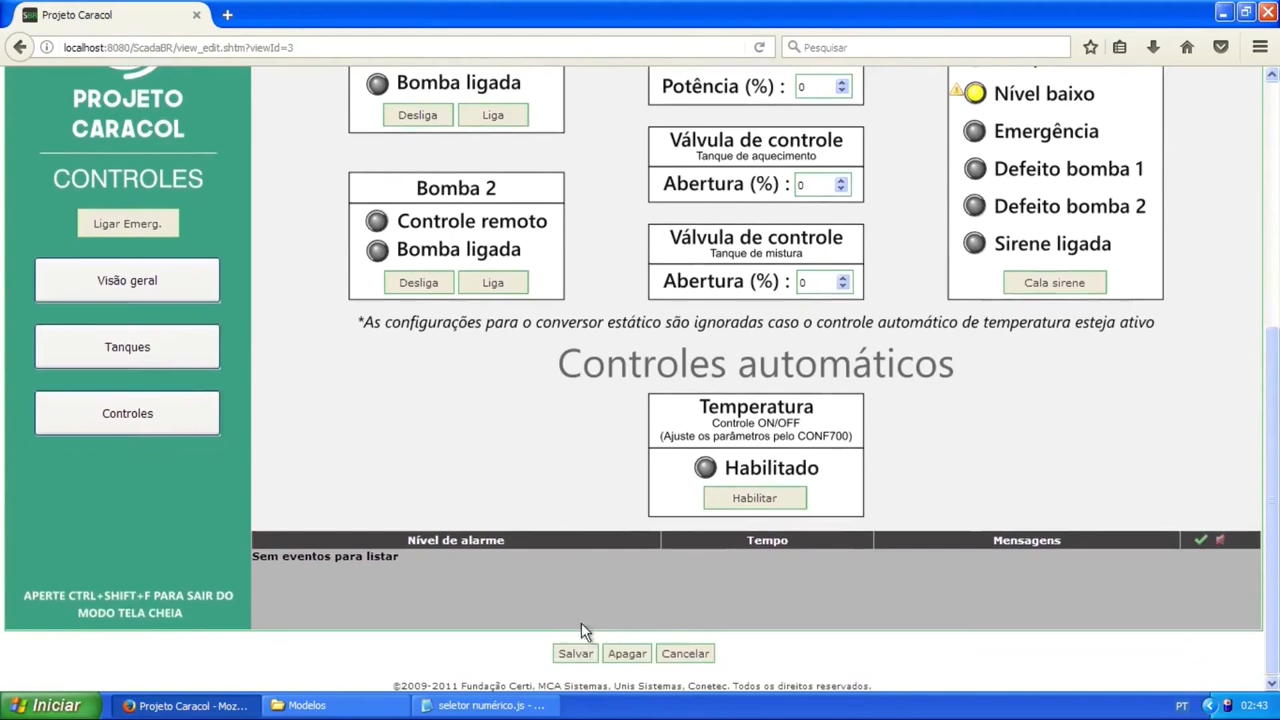 Projeto Caracol
localhost:8080/ScadaBR/view_edit.shtm?viewId=3
Pesquisar
PROJETO
CARACOL
CONTROLES
Ligar Emerg.
Visão geral
Tanques
Controles
APERTE CTRL+SHIFT+F PARA SAIR DO
MODO TELA CHEIA
Bomba ligada
Desliga Liga
Bomba 2
Controle remoto
Bomba ligada
Desliga Liga
Potência (%) : 0
Válvula de controle
Tanque de aquecimento
Abertura (%) : 0
Válvula de controle
Tanque de mistura
Abertura (%) : 0
Nível baixo
Emergência
Defeito bomba 1
Defeito bomba 2
Sirene ligada
Cala sirene
*As configurações para o conversor estático são ignoradas caso o controle automático de temperatura esteja ativo
Controles automáticos
Temperatura
Controle ON/OFF
(Ajuste os parâmetros pelo CONF700)
Habilitado
Habilitar
Nível de alarme Tempo Mensagens
Sem eventos para listar
Salvar Apagar Cancelar
©2009-2011 Fundação Certi, MCA Sistemas, Unis Sistemas, Conetec. Todos os direitos reservados.
Iniciar Projeto Caracol - Moz... Modelos seletor numérico.js - ... PT 02:43